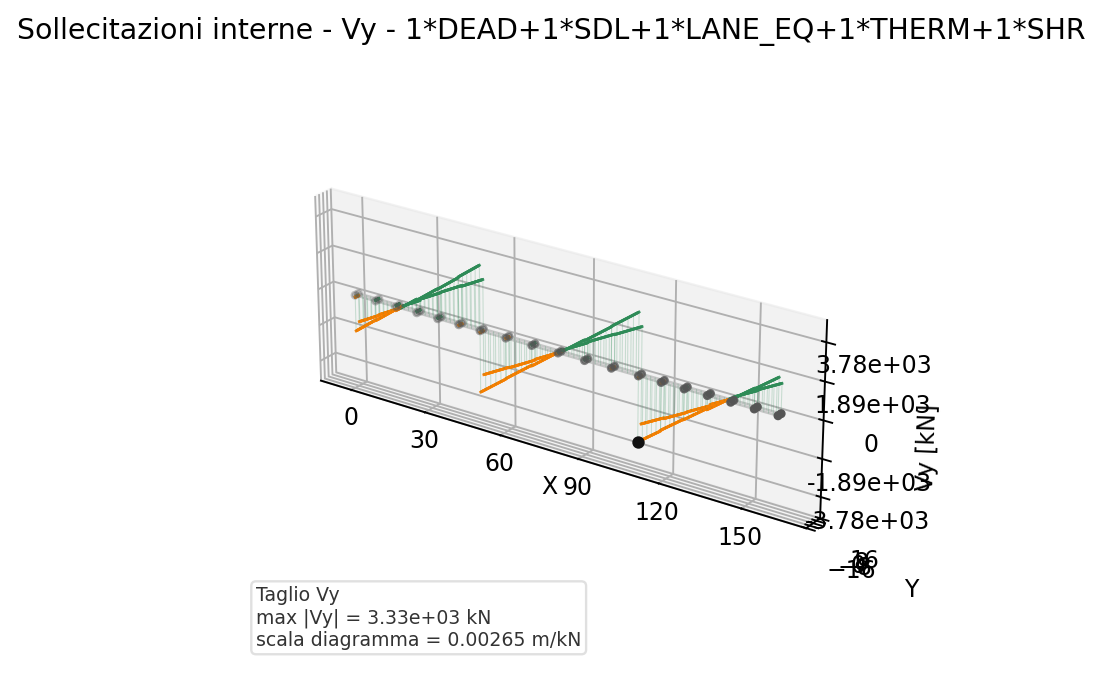 Sollecitazioni interne - Vy - 1*DEAD+1*SDL+1*LANE_EQ+1*THERM+1*SHR
3.78e+03
1.89e+03
0
-1.89e+03
-3.78e+03
Vy [kN]
0
30
60
90
120
150
X
16
−16
Y
Taglio Vy
max |Vy| = 3.33e+03 kN
scala diagramma = 0.00265 m/kN